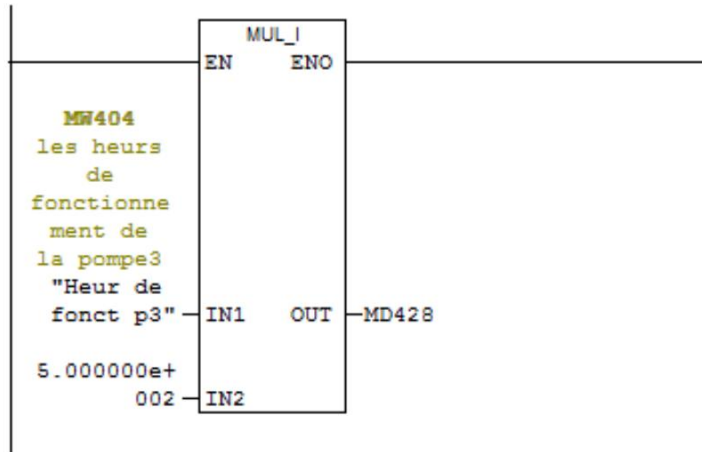 MUL_I
EN ENO
MW404
les heurs
de
fonctionne
ment de
la pompe3
"Heur de
fonct p3" IN1 OUT MD428
5.000000e+
002 IN2